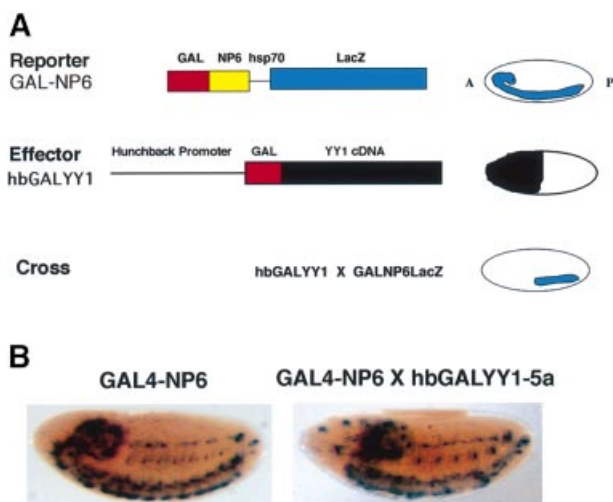 A
Reporter
GAL-NP6
GAL NP6 hsp70 LacZ
A P
Effector
hbGALYY1
Hunchback Promoter GAL YY1 cDNA
Cross
hbGALYY1 X GALNP6LacZ
B
GAL4-NP6 GAL4-NP6 X hbGALYY1-5a